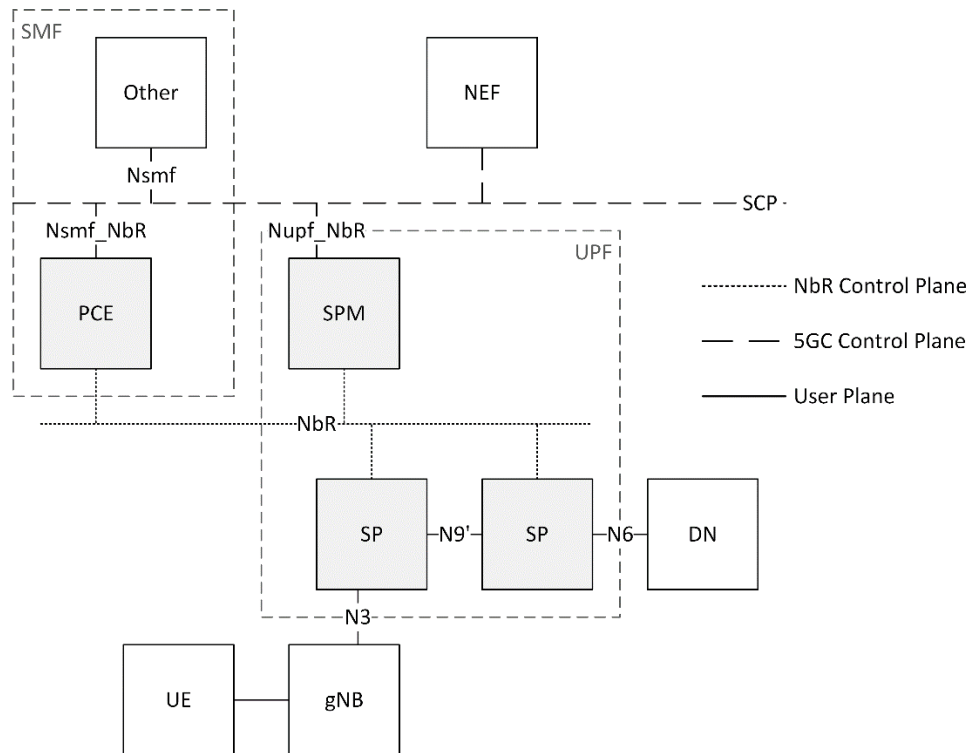 SMF
Other
NEF
Nsmf
SCP
Nsmf_NbR
Nupf_NbR
UPF
PCE
SPM
NbR Control Plane
5GC Control Plane
User Plane
NbR
SP
N9'
SP
N6
DN
N3
UE
gNB